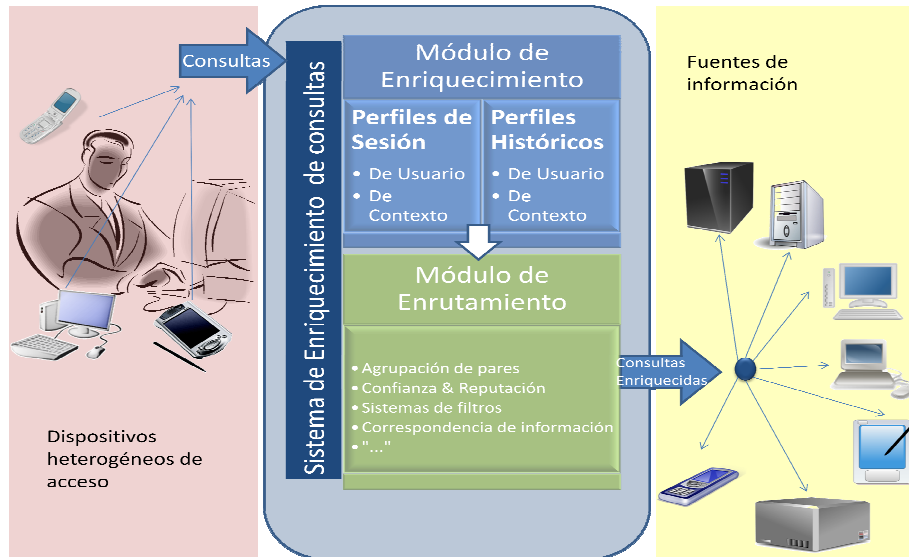 Consultas
Dispositivos
heterogéneos de
acceso
Sistema de Enriquecimiento de consultas
Módulo de
Enriquecimiento
Perfiles de
Sesión
• De Usuario
• De
Contexto
Perfiles
Históricos
• De Usuario
• De
Contexto
Módulo de
Enrutamiento
• Agrupación de pares
• Confianza & Reputación
• Sistemas de filtros
• Correspondencia de información
• "..."
Consultas
Enriquecidas
Fuentes de
información